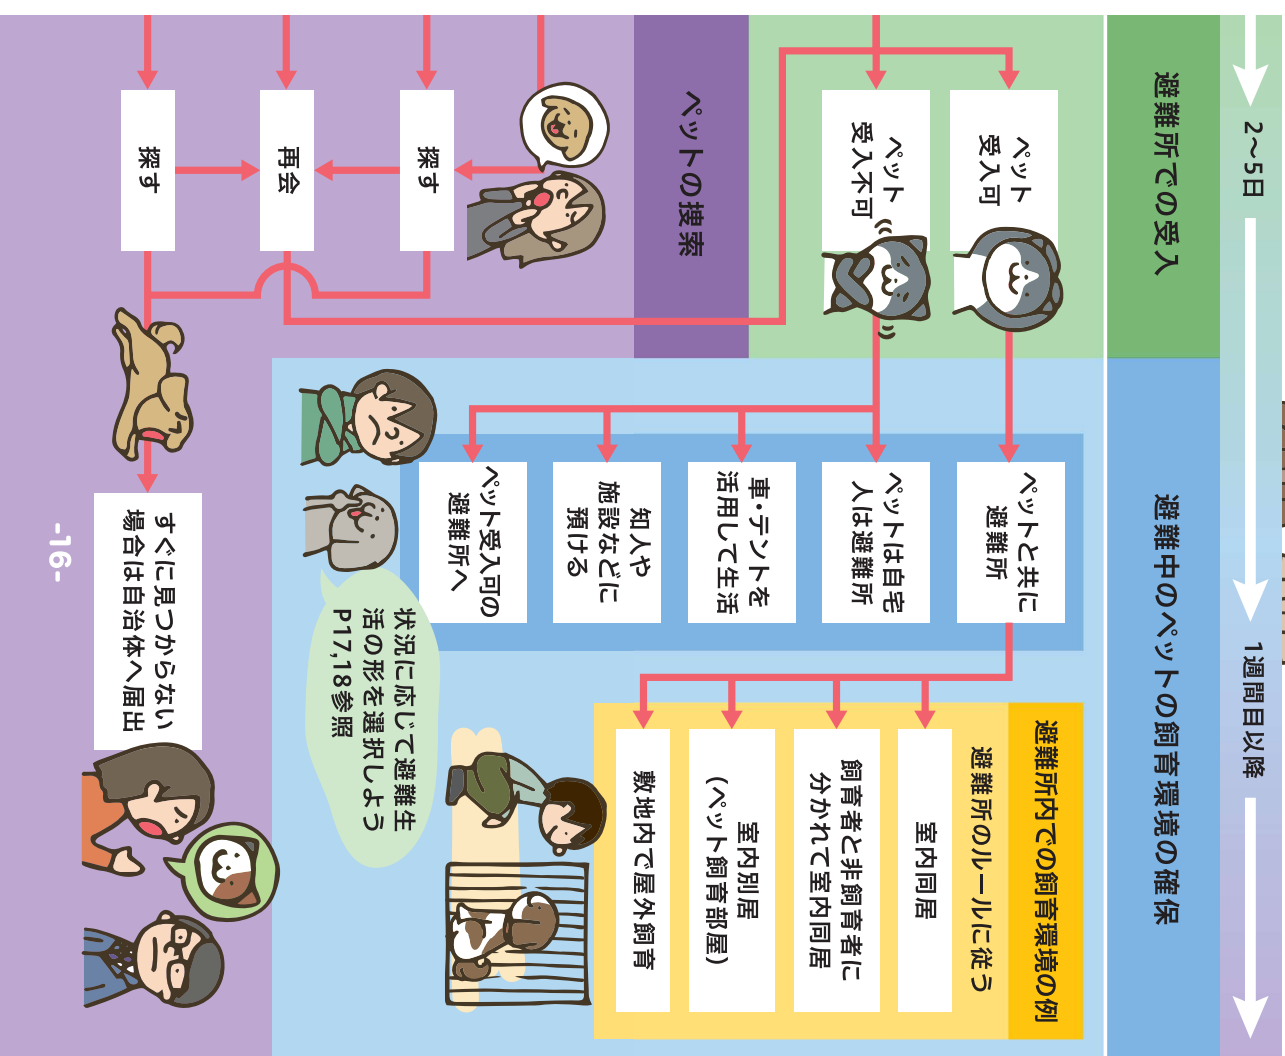 2〜5日
1週間目以降
避難所での受入
避難中のペットの飼育環境の確保
ペット
受入可
ペット
受入不可
ペットの捜索
探す
再会
探す
ペットと共に
避難所
ペットは自宅
人は避難所
車・テントを
活用して生活
知人や
施設などに
預ける
ペット受入可の
避難所へ
避難所内での飼育環境の例
避難所のルールに従う
室内同居
飼育者と非飼育者に
分かれて室内同居
室内別居
(ペット飼育部屋)
敷地内で屋外飼育
状況に応じて避難生
活の形を選択しよう
P17,18参照
すぐに見つからない
場合は自治体へ届出
-16-